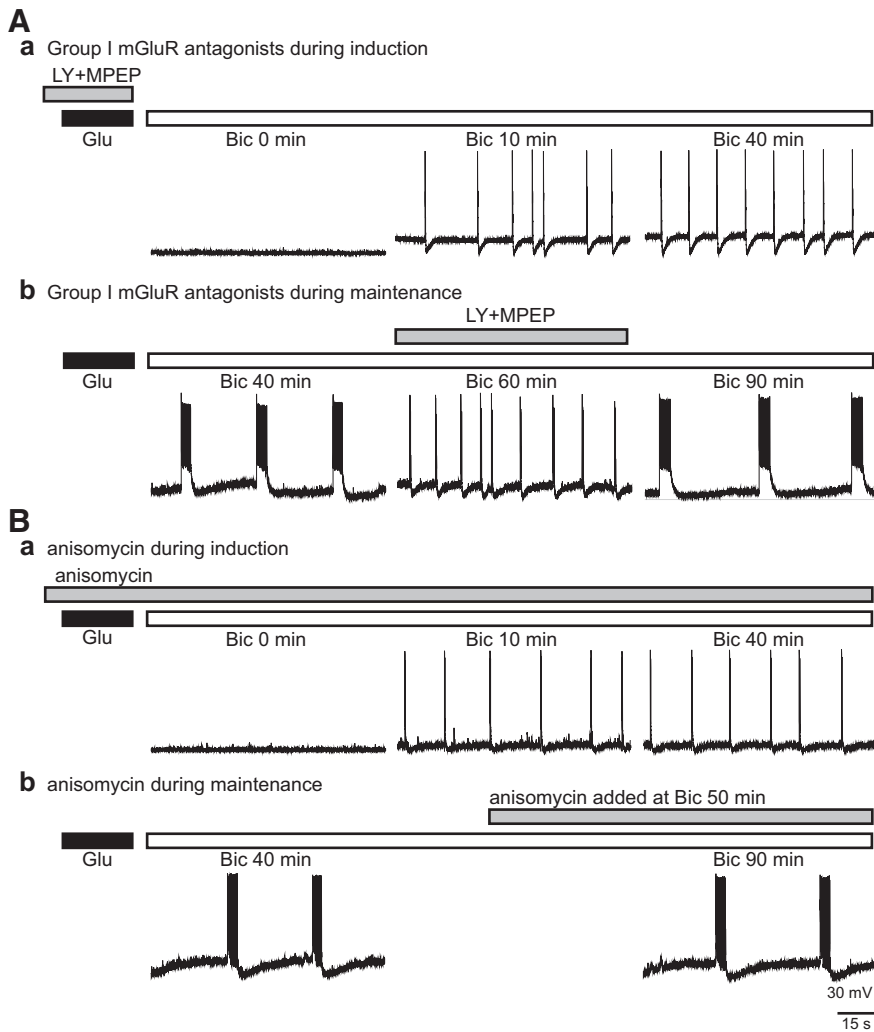 A
a Group I mGluR antagonists during induction
LY+MPEP
Glu
Bic 0 min Bic 10 min Bic 40 min
b Group I mGluR antagonists during maintenance
LY+MPEP
Glu
Bic 40 min Bic 60 min Bic 90 min
B
a anisomycin during induction
anisomycin
Glu
Bic 0 min Bic 10 min Bic 40 min
b anisomycin during maintenance
anisomycin added at Bic 50 min
Glu
Bic 40 min Bic 90 min
30 mV
15 s